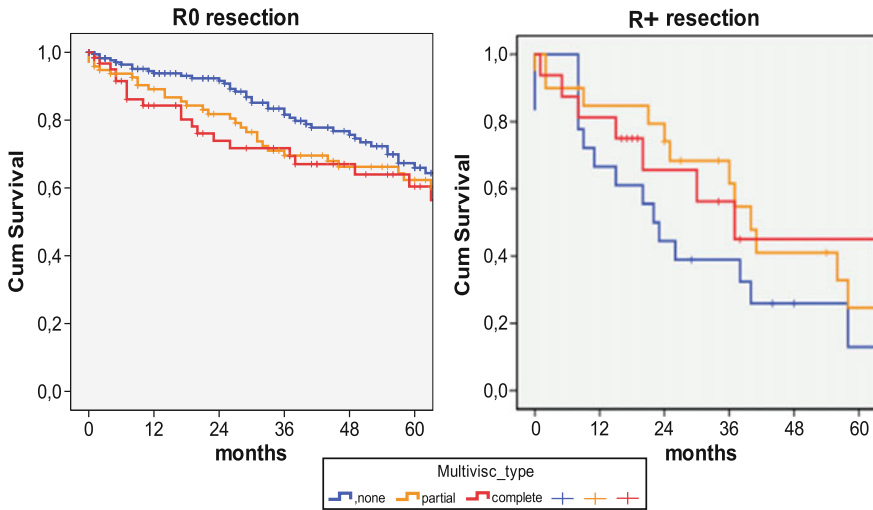 R0 resection
R+ resection
1,0
0,8
0,6
0,4
0,2
0,0
Cum Survival
0 12 24 36 48 60
months
1,0
0,8
0,6
0,4
0,2
0,0
Cum Survival
0 12 24 36 48 60
months
Multivisc_type
,none partial complete